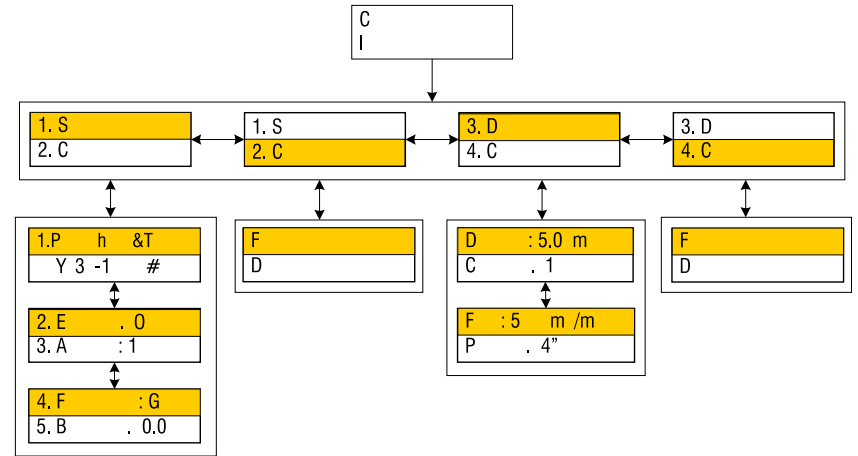 C
I
1. S
2. C
1. S
2. C
3. D
4. C
3. D
4. C
1.P h &T
Y 3 -1 #
2. E . O
3. A : 1
4. F : G
5. B . 0.0
F
D
D : 5.0 m
C . 1
F : 5 m /m
P . 4"
F
D